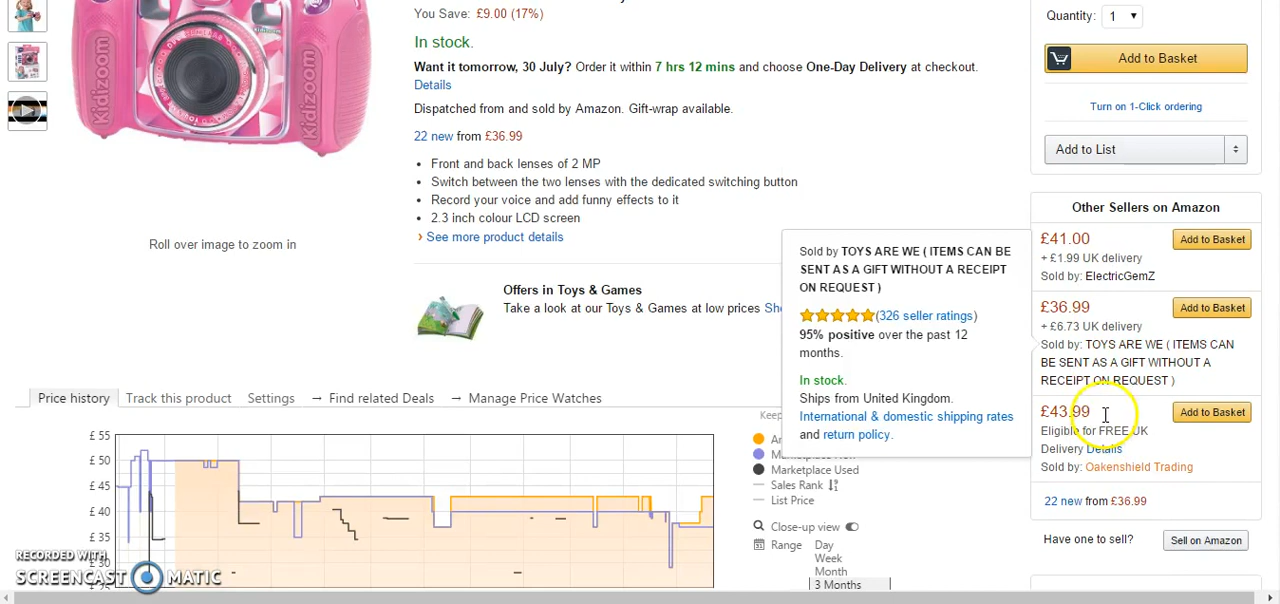 You Save: £9.00 (17%)
In stock.
Want it tomorrow, 30 July? Order it within 7 hrs 12 mins and choose One-Day Delivery at checkout.
Details
Dispatched from and sold by Amazon. Gift-wrap available.
22 new from £36.99
• Front and back lenses of 2 MP
• Switch between the two lenses with the dedicated switching button
• Record your voice and add funny effects to it
• 2.3 inch colour LCD screen
› See more product details
kidizoom
kidizoom
Roll over image to zoom in
Offers in Toys & Games
Take a look at our Toys & Games at low prices
Quantity: 1
Add to Basket
Turn on 1-Click ordering
Add to List
Other Sellers on Amazon
£41.00 Add to Basket
+ £1.99 UK delivery
Sold by: ElectricGemZ
£36.99 Add to Basket
+ £6.73 UK delivery
Sold by: TOYS ARE WE ( ITEMS CAN
BE SENT AS A GIFT WITHOUT A
RECEIPT ON REQUEST )
£43.99 Add to Basket
Eligible for FREE UK
Delivery Details
Sold by: Oakenshield Trading
22 new from £36.99
Have one to sell? Sell on Amazon
Sold by TOYS ARE WE ( ITEMS CAN BE
SENT AS A GIFT WITHOUT A RECEIPT
ON REQUEST )
(326 seller ratings)
95% positive over the past 12
months.
In stock.
Ships from United Kingdom.
International & domestic shipping rates
and return policy.
Price history Track this product Settings → Find related Deals → Manage Price Watches
£ 55
£ 50
£ 45
£ 40
£ 35
£ 30
Marketplace Used
Sales Rank
List Price
Close-up view
Range Day
Week
Month
3 Months
RECORDED WITH
SCREENCAST MATIC